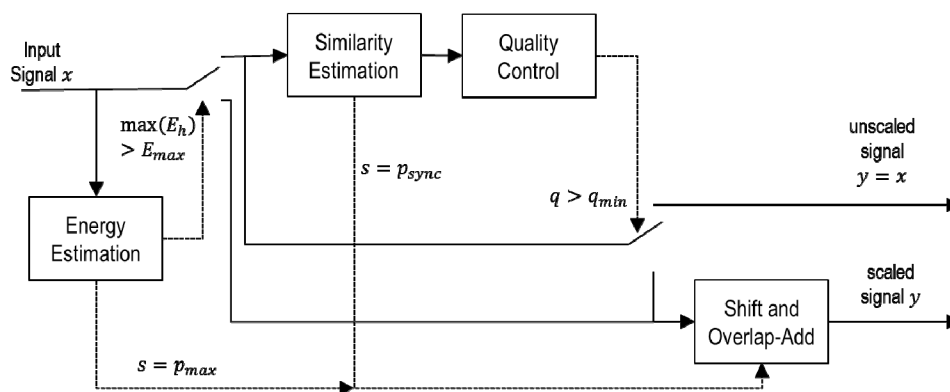 Input
Signal x
Similarity
Estimation
Quality
Control
max(E_h)
> E_max
s = p_sync
q > q_min
unscaled
signal
y = x
Energy
Estimation
scaled
signal y
Shift and
Overlap-Add
s = p_max